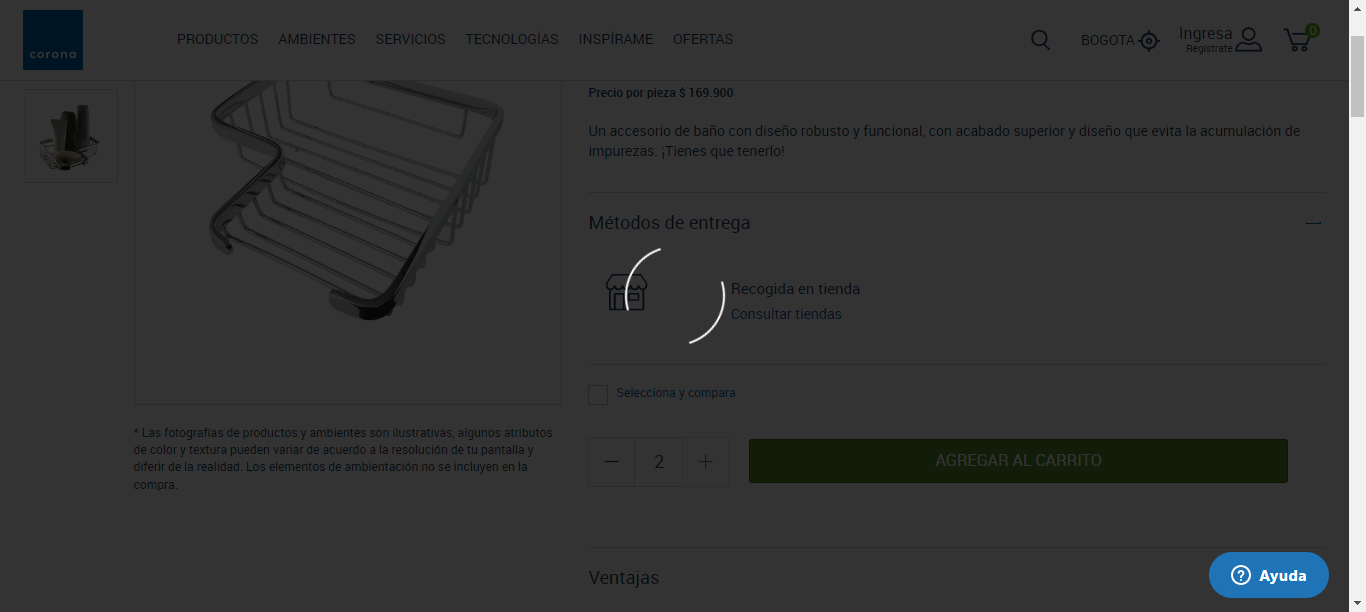 corona
PRODUCTOS AMBIENTES SERVICIOS TECNOLOGÍAS INSPÍRAME OFERTAS
BOGOTA
Ingresa
Regístrate
0
Precio por pieza $ 169.900
Un accesorio de baño con diseño robusto y funcional, con acabado superior y diseño que evita la acumulación de
impurezas. ¡Tienes que tenerlo!
Métodos de entrega
Recogida en tienda
Consultar tiendas
Selecciona y compara
* Las fotografías de productos y ambientes son ilustrativas, algunos atributos
de color y textura pueden variar de acuerdo a la resolución de tu pantalla y
diferir de la realidad. Los elementos de ambientación no se incluyen en la
compra.
2
AGREGAR AL CARRITO
Ventajas
Ayuda